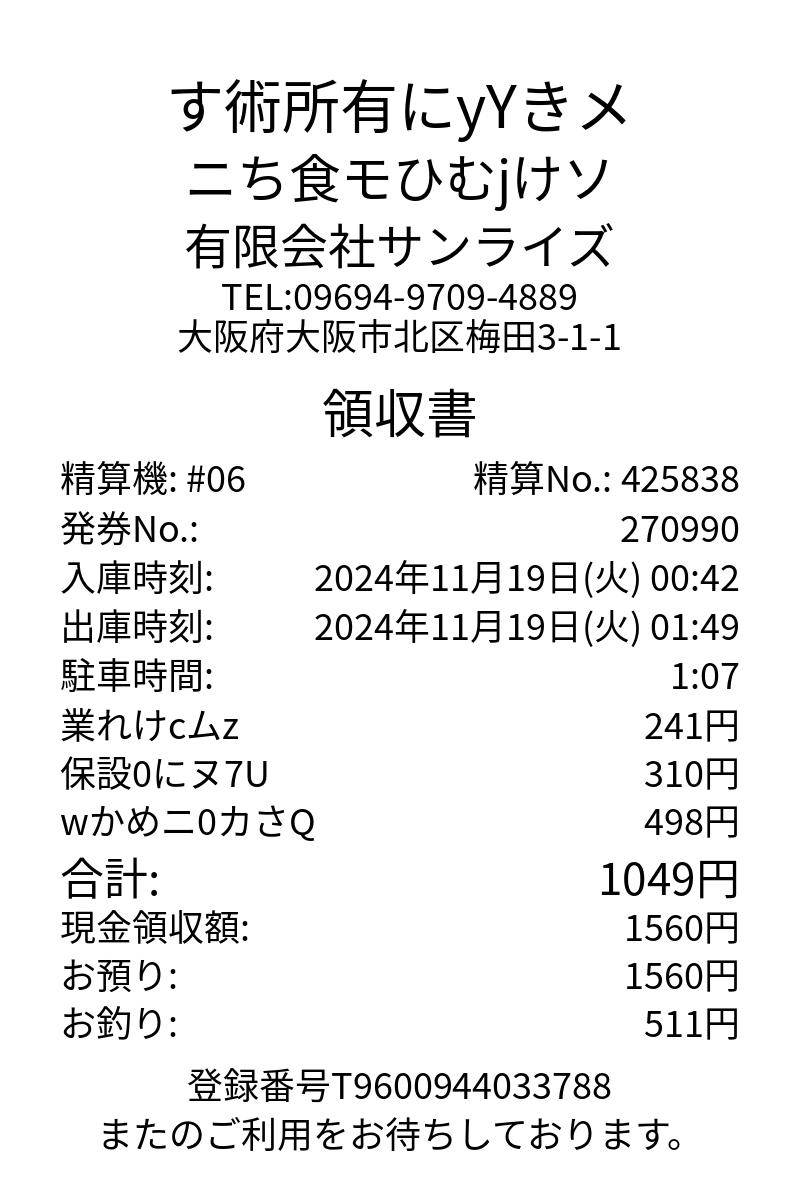 す術所有にyYきメ
ニち食モひむjけソ
有限会社サンライズ
TEL:09694-9709-4889
大阪府大阪市北区梅田3-1-1
領収書
精算機: #06 精算No.: 425838
発券No.: 270990
入庫時刻: 2024年11月19日(火) 00:42
出庫時刻: 2024年11月19日(火) 01:49
駐車時間: 1:07
業れけcムz 241円
保設0にヌ7U 310円
wかめニ0カさQ 498円
合計: 1049円
現金領収額: 1560円
お預り: 1560円
お釣り: 511円
登録番号T9600944033788
またのご利用をお待ちしております。